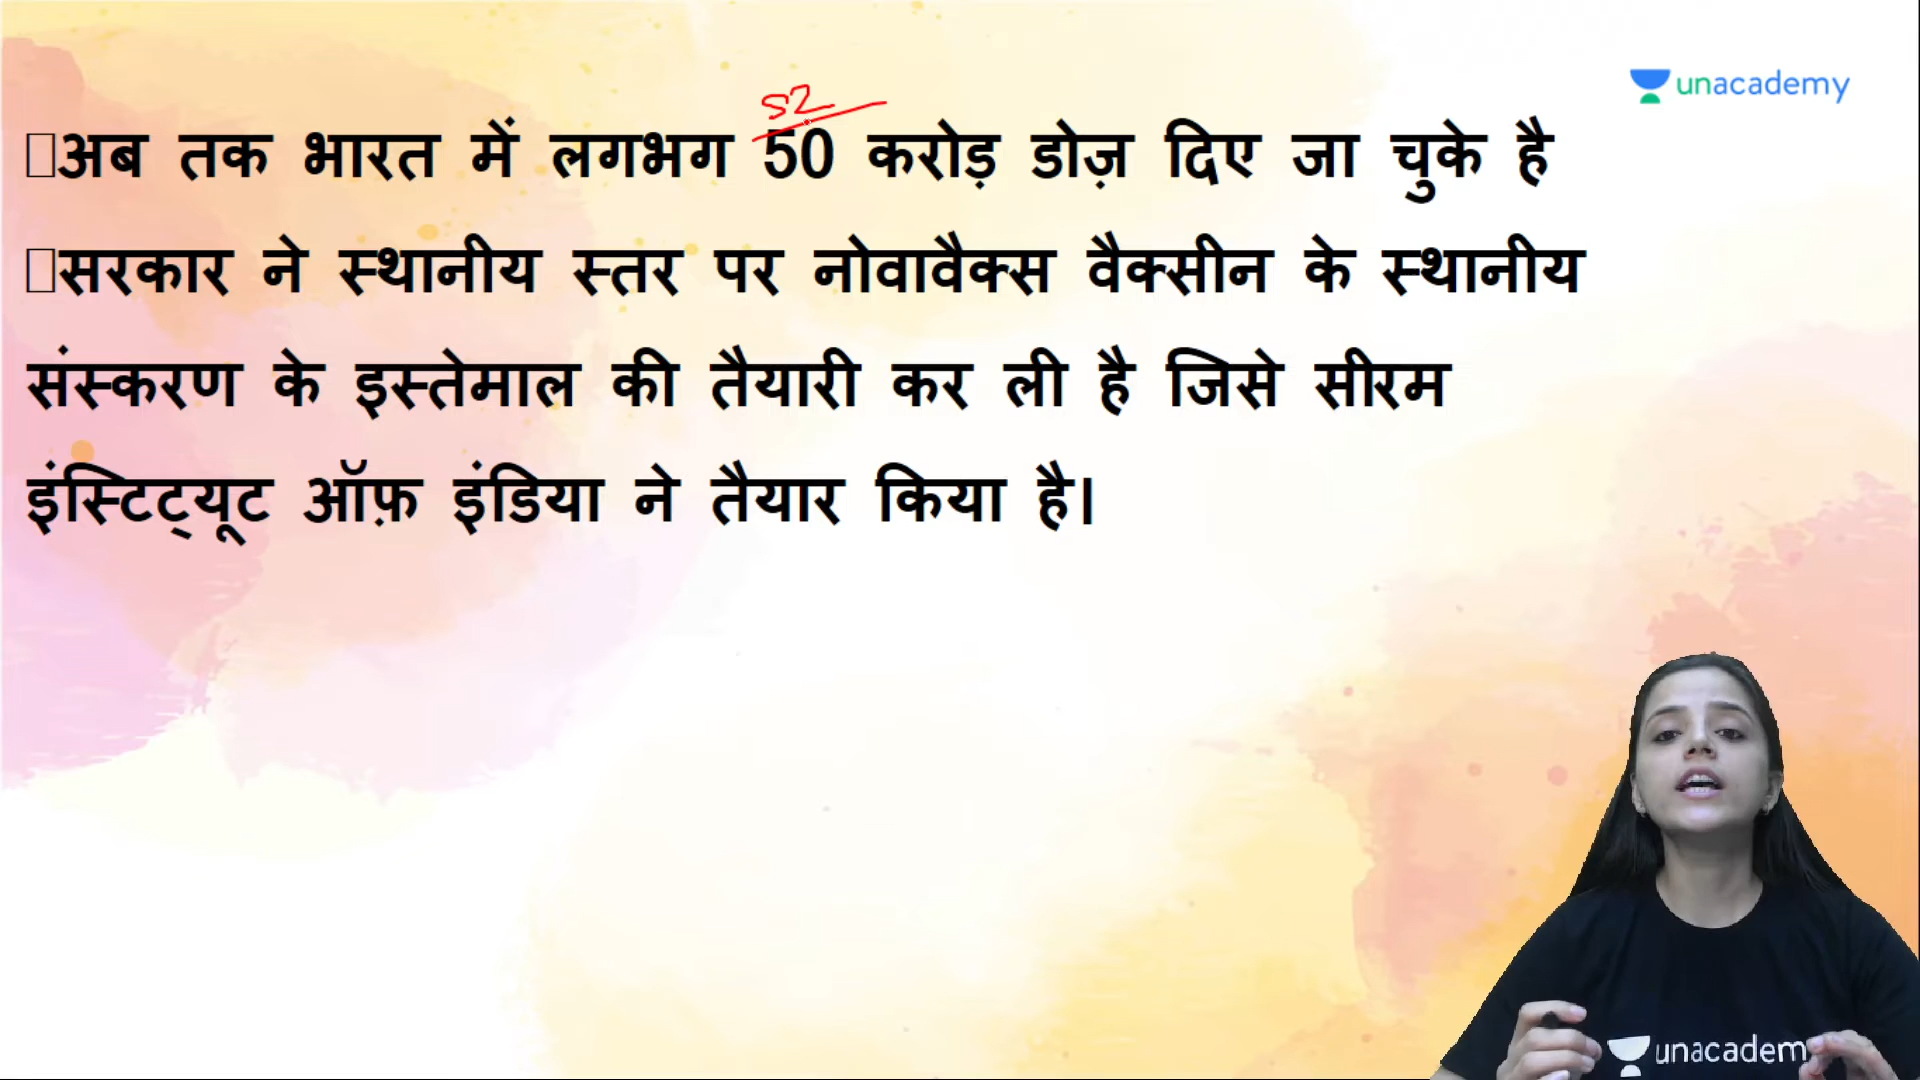 unacademy
52
अब तक भारत में लगभग 50 करोड़ डोज़ दिए जा चुके है
सरकार ने स्थानीय स्तर पर नोवावैक्स वैक्सीन के स्थानीय
संस्करण के इस्तेमाल की तैयारी कर ली है जिसे सीरम
इंस्टिट्यूट ऑफ़ इंडिया ने तैयार किया है।
unacadem